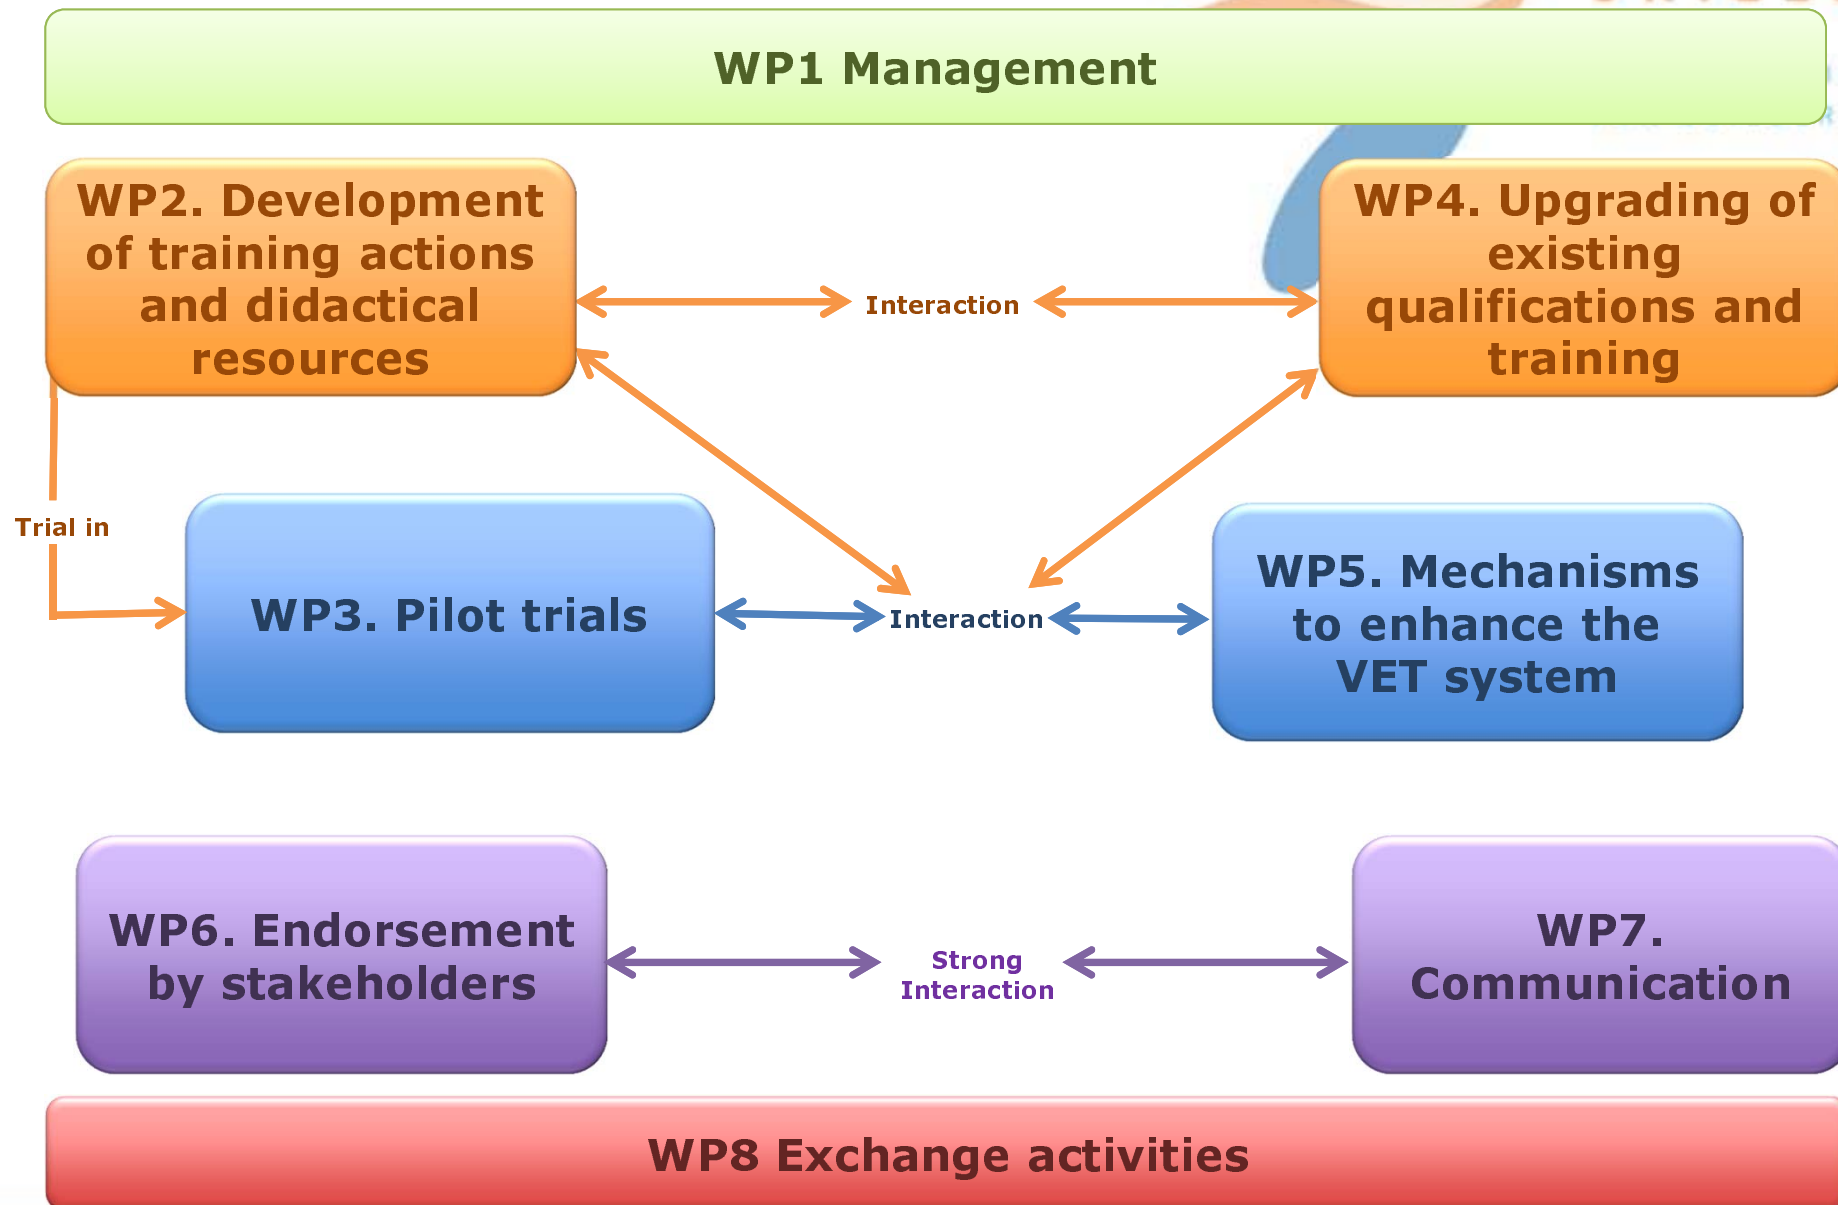 WP1 Management
WP2. Development
of training actions
and didactical
resources
WP4. Upgrading of
existing
qualifications and
training
Interaction
Trial in
WP3. Pilot trials
Interaction
WP5. Mechanisms
to enhance the
VET system
WP6. Endorsement
by stakeholders
Strong
Interaction
WP7.
Communication
WP8 Exchange activities